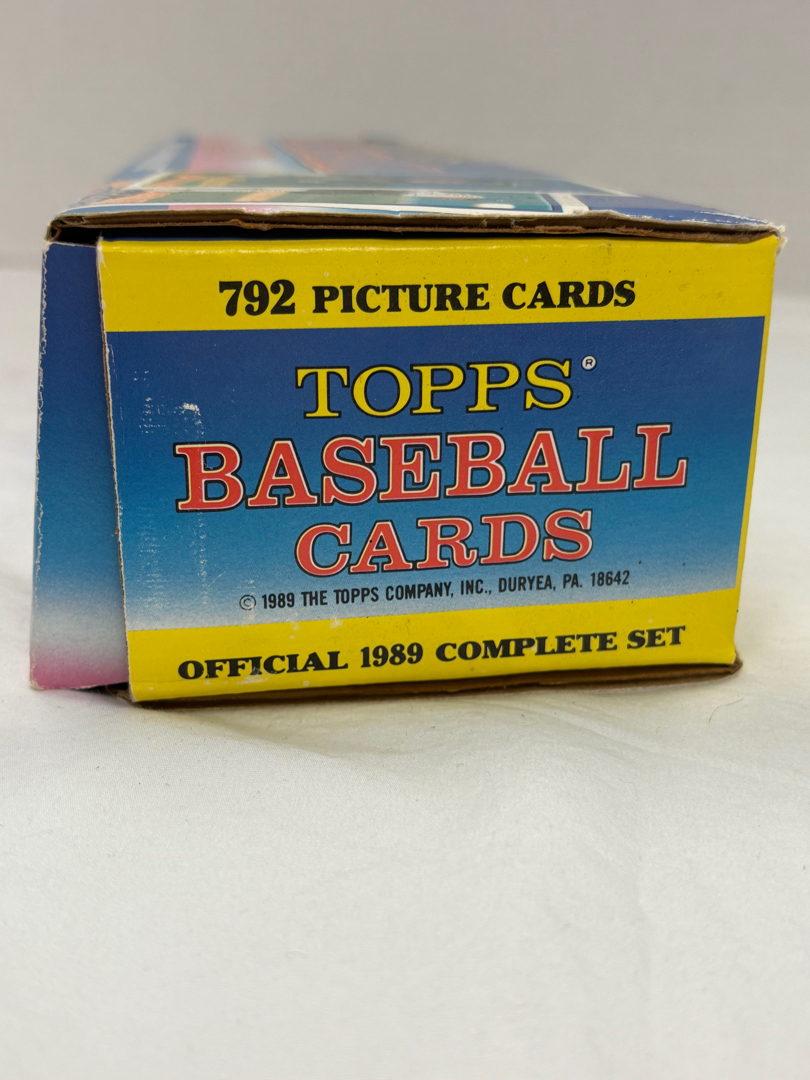 792 PICTURE CARDS
TOPPS®
BASEBALL
CARDS
© 1989 THE TOPPS COMPANY, INC., DURYEA, PA. 18642
OFFICIAL 1989 COMPLETE SET